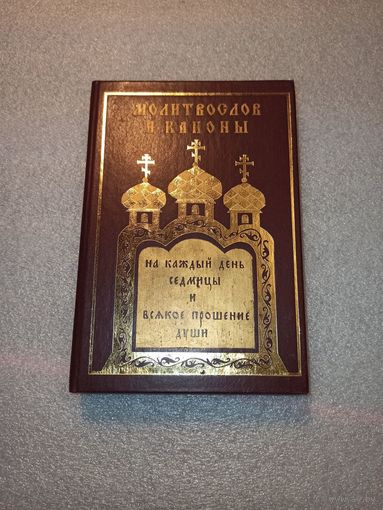 МОЛИТВОСЛОВ
И КАНОНЫ
НА КАЖДЫЙ ДЕНЬ
СЕДМИЦЫ
И
ВСЯКОЕ ПРОШЕНИЕ
ДУШИ